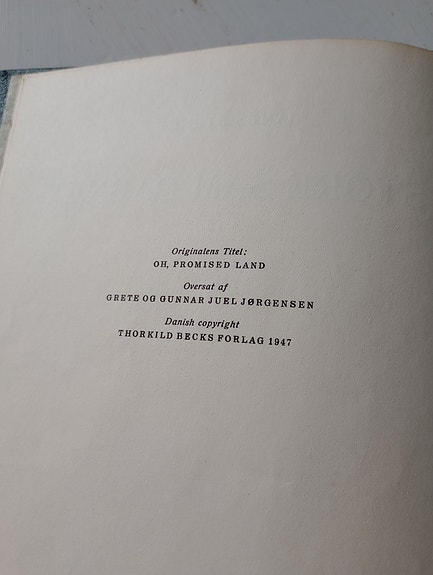 Originalens Titel:
OH, PROMISED LAND
Oversat af
GRETE OG GUNNAR JUEL JØRGENSEN
Danish copyright
THORKILD BECKS FORLAG 1947